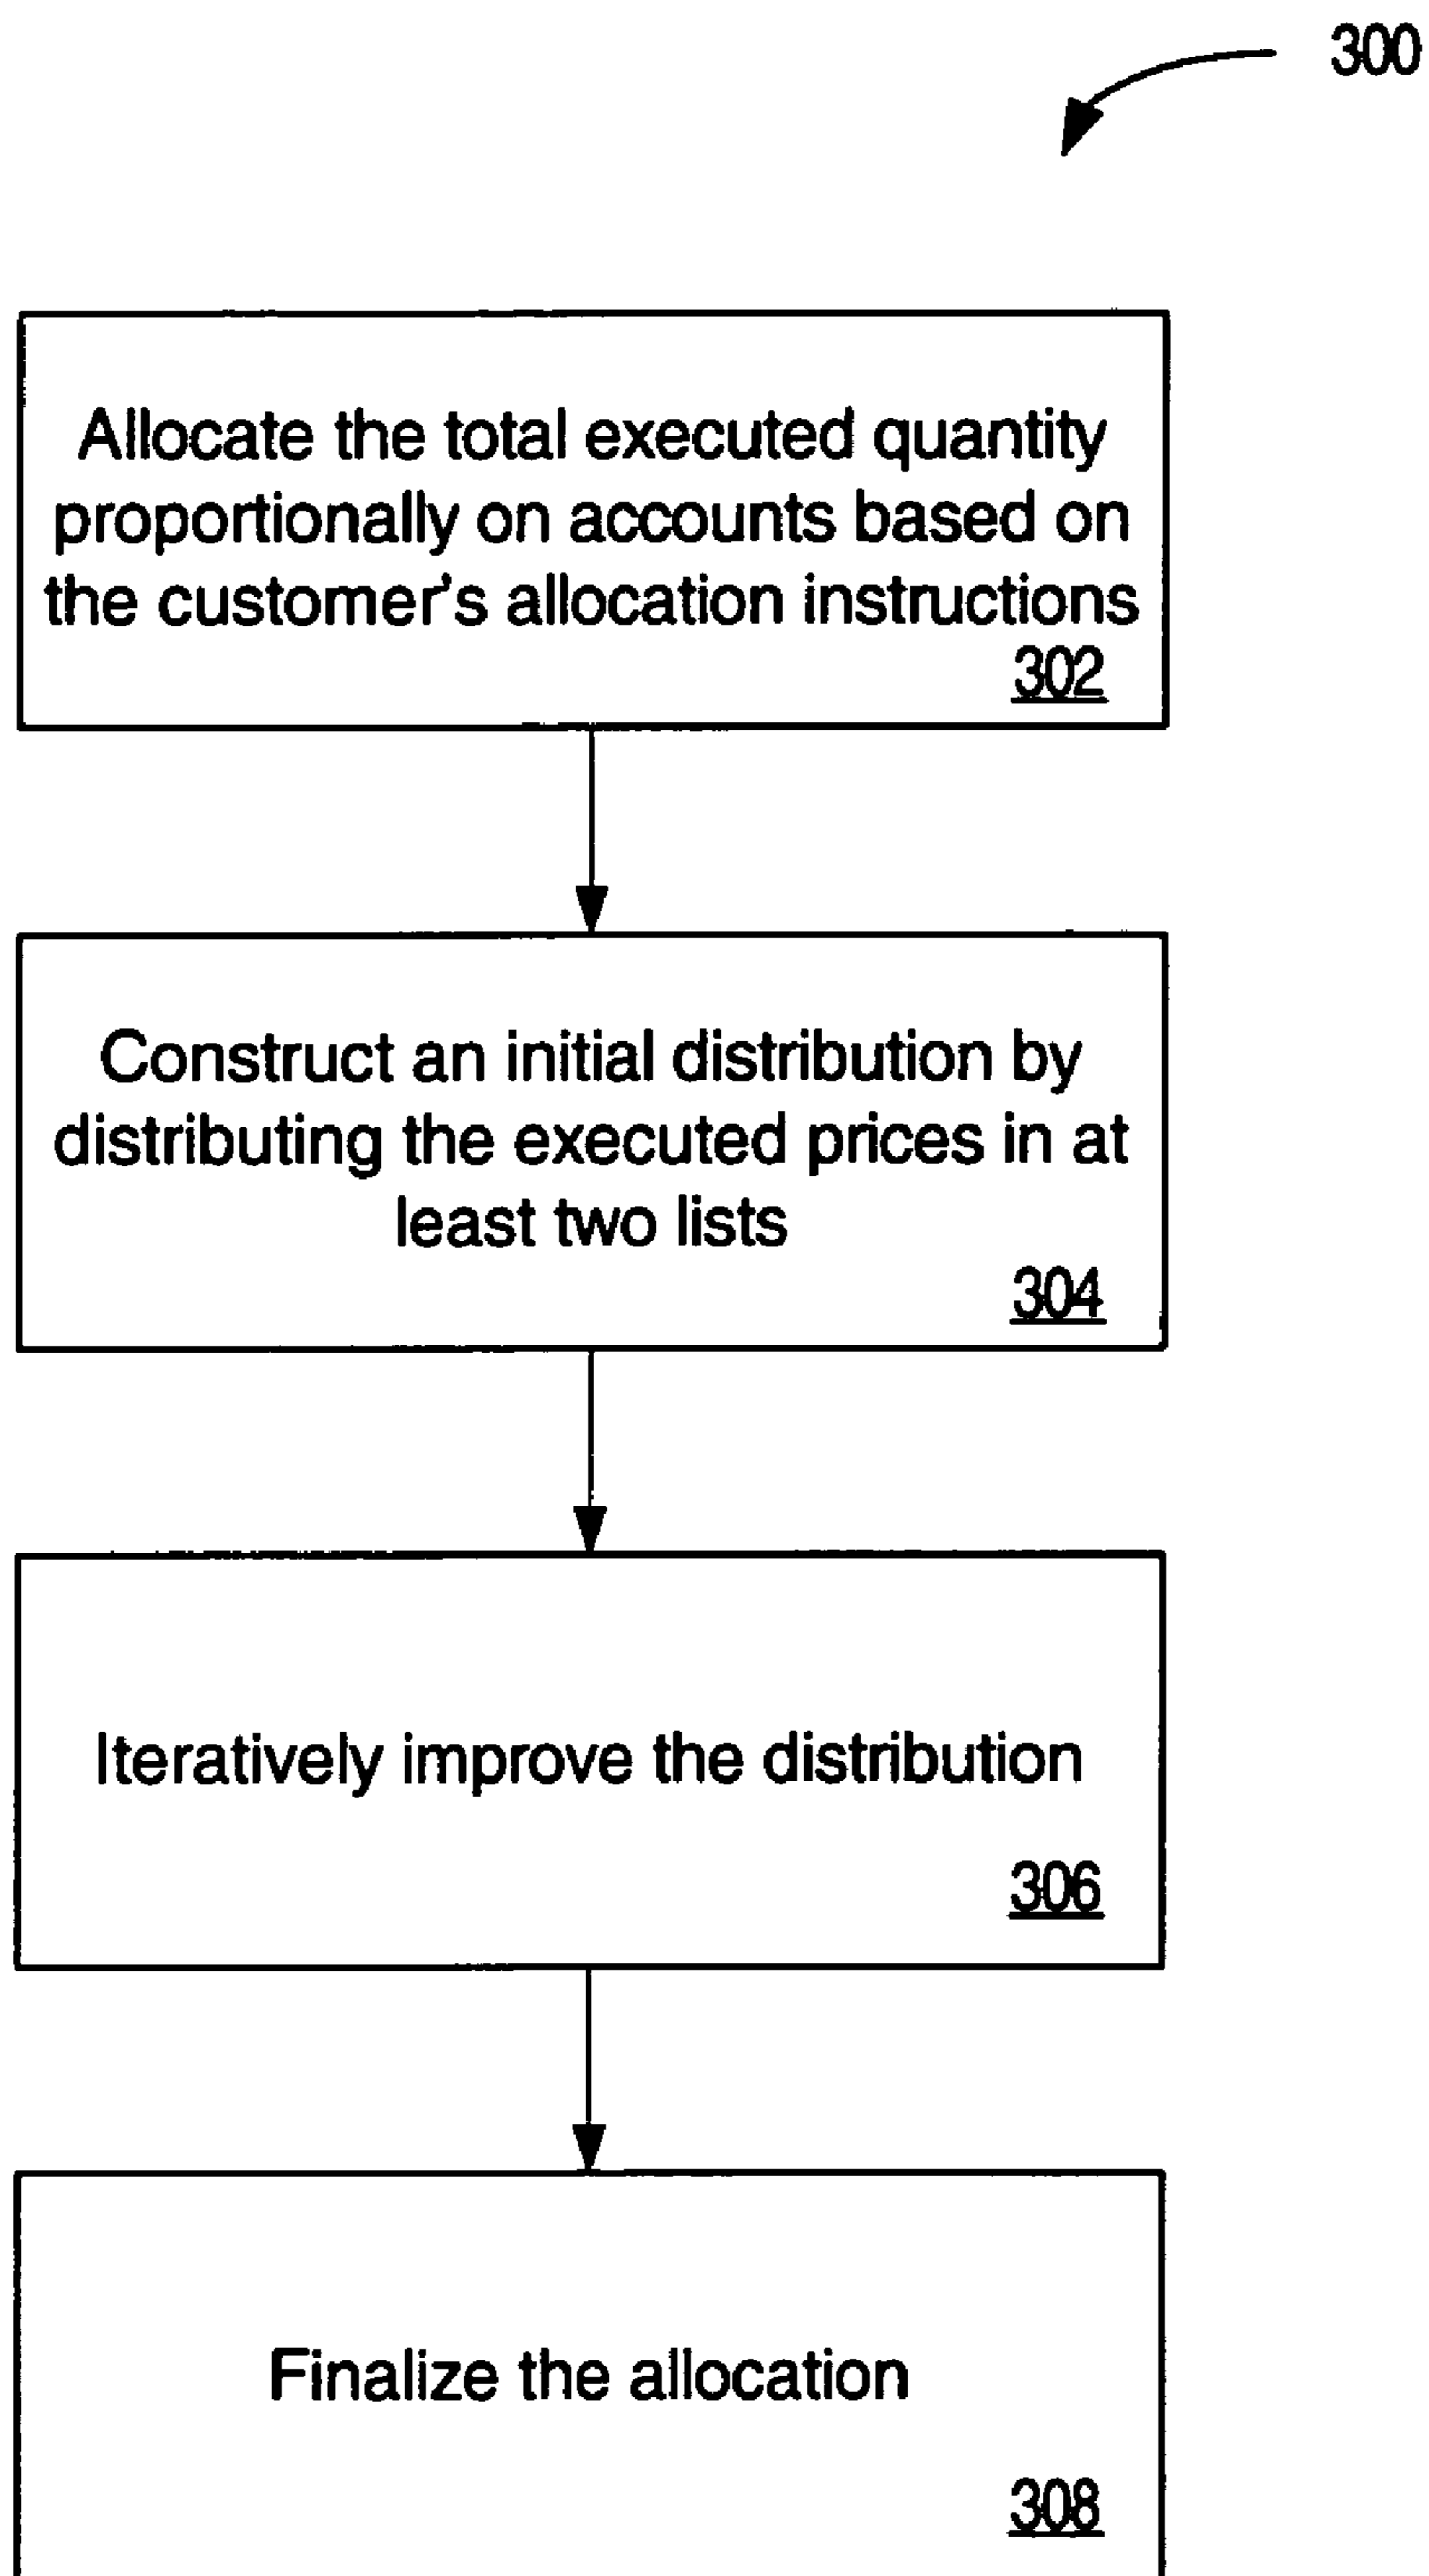 300
Allocate the total executed quantity
proportionally on accounts based on
the customer's allocation instructions
302
Construct an initial distribution by
distributing the executed prices in at
least two lists
304
Iteratively improve the distribution
306
Finalize the allocation
308